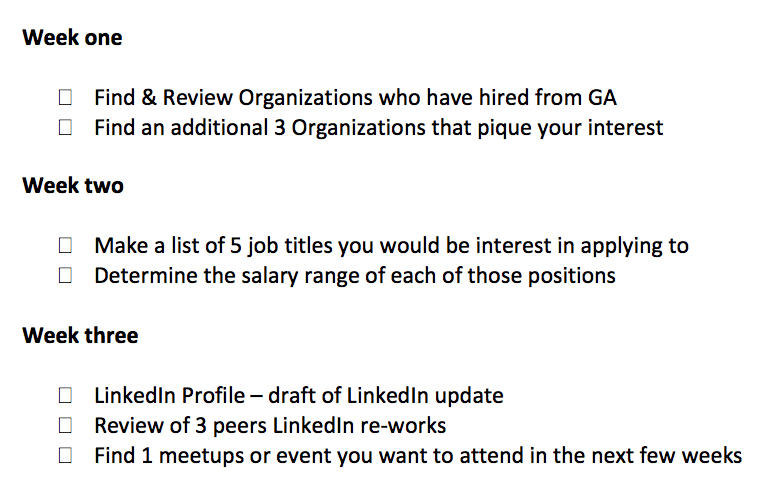 Week one
Find & Review Organizations who have hired from GA
Find an additional 3 Organizations that pique your interest
Week two
Make a list of 5 job titles you would be interest in applying to
Determine the salary range of each of those positions
Week three
LinkedIn Profile – draft of LinkedIn update
Review of 3 peers LinkedIn re-works
Find 1 meetups or event you want to attend in the next few weeks